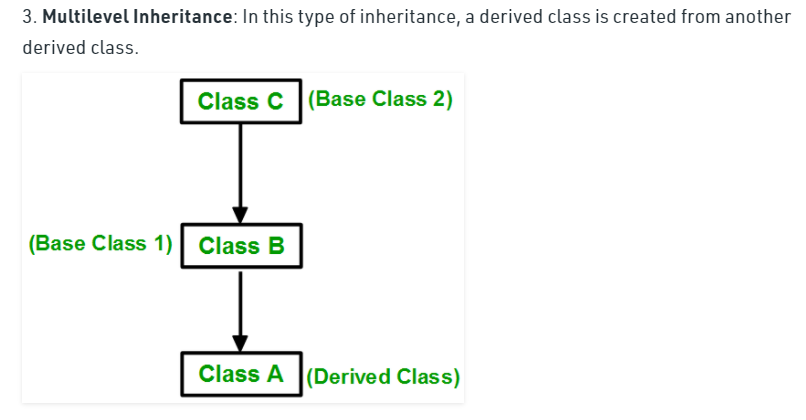 3. Multilevel Inheritance: In this type of inheritance, a derived class is created from another
derived class.
Class C (Base Class 2)
(Base Class 1) Class B
Class A (Derived Class)